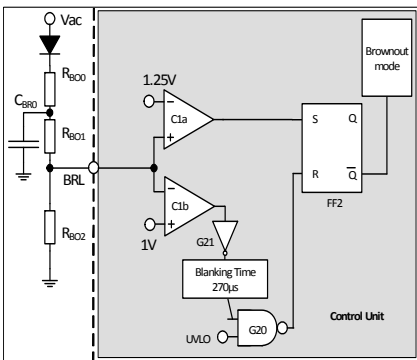 Vac
Brownout
mode
RBO0
CBR0
1.25V
C1a
S
Q
RBO1
BRL
R
Q
FF2
C1b
1V
G21
RBO2
Blanking Time
270µs
Control Unit
UVLO
G20